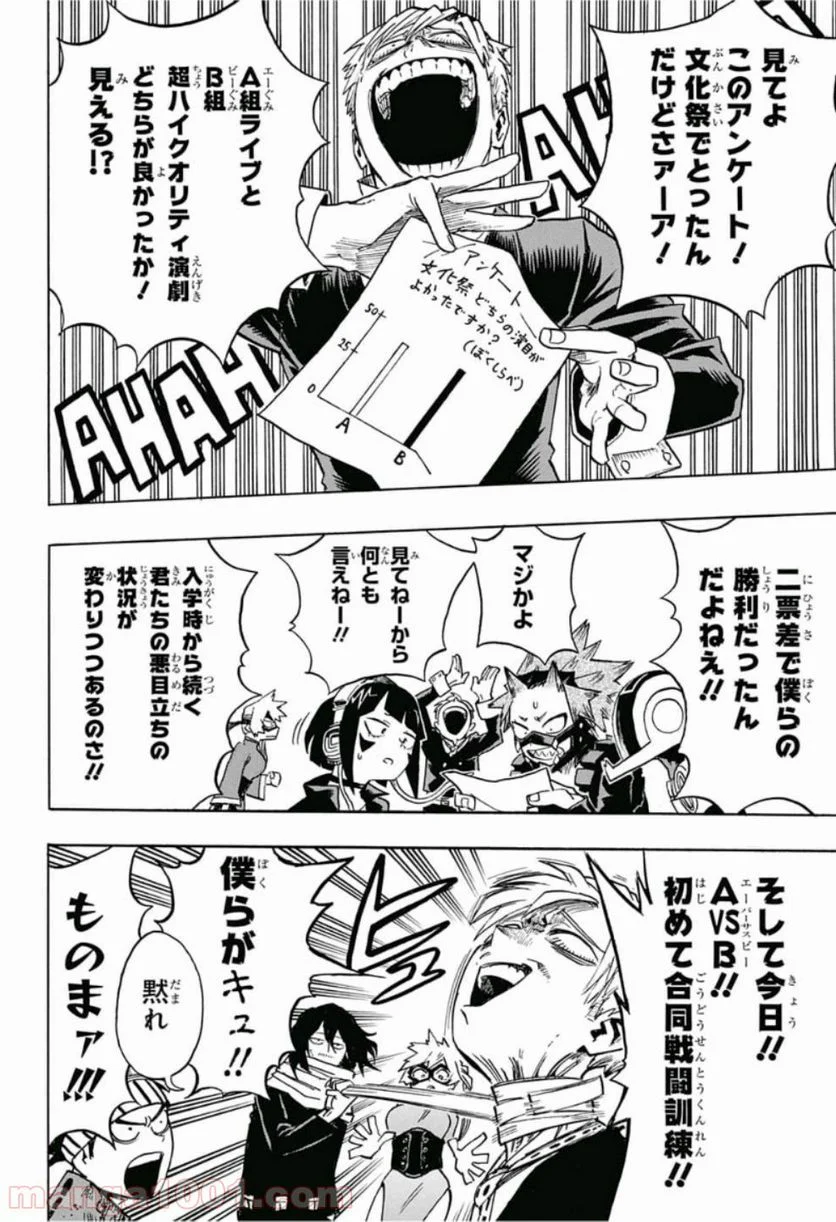 見てよ
このアンケート！
文化祭でとったん
だけどさァーア！
AHAHA
A組ライブと
B組
超ハイクオリティ演劇
どちらが良かったか！
見える!?
アンケート
文化祭どちらの演目が
よかったですか？
（ぼくしらべ）
50
25
0
A
B
AHAHAH
二票差で僕らの
勝利だったん
だよねえ!!
マジかよ
見てねーから
何とも
言えねー!!
入学時から続く
君たちの悪目立ちの
状況が
変わりつつあるのさ!!
そして今日!!
A VS B!!
初めて合同戦闘訓練!!
ビュ
僕らがキュ!!
黙れ
ものまァ!!!
manga1001.com